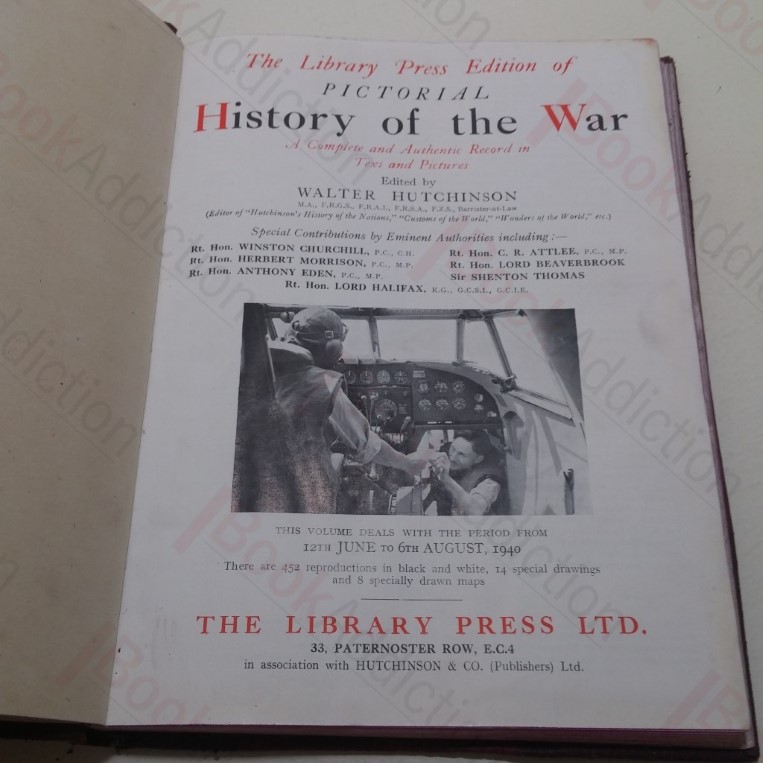 The Library Press Edition of
PICTORIAL
History of the War
A Complete and Authentic Record in
Text and Pictures
Edited by
WALTER HUTCHINSON
M.A., F.R.G.S., F.R.A.I., F.R.S.A., F.Z.S., Barrister-at-Law
(Editor of "Hutchinson's History of the Nations," "Customs of the World," "Wonders of the World," etc.)
Special Contributions by Eminent Authorities including :—
Rt. Hon. WINSTON CHURCHILL, P.C., C.H.
Rt. Hon. HERBERT MORRISON, P.C., M.P.
Rt. Hon. ANTHONY EDEN, P.C., M.P.
Rt. Hon. C. R. ATTLEE, P.C., M.P.
Rt. Hon. LORD BEAVERBROOK
Sir SHENTON THOMAS
Rt. Hon. LORD HALIFAX, K.G., G.C.S.I., G.C.I.E.
THIS VOLUME DEALS WITH THE PERIOD FROM
12TH JUNE TO 6TH AUGUST, 1940
There are 452 reproductions in black and white, 14 special drawings
and 8 specially drawn maps
THE LIBRARY PRESS LTD.
33, PATERNOSTER ROW, E.C.4
in association with HUTCHINSON & CO. (Publishers) Ltd.
BookAddiction